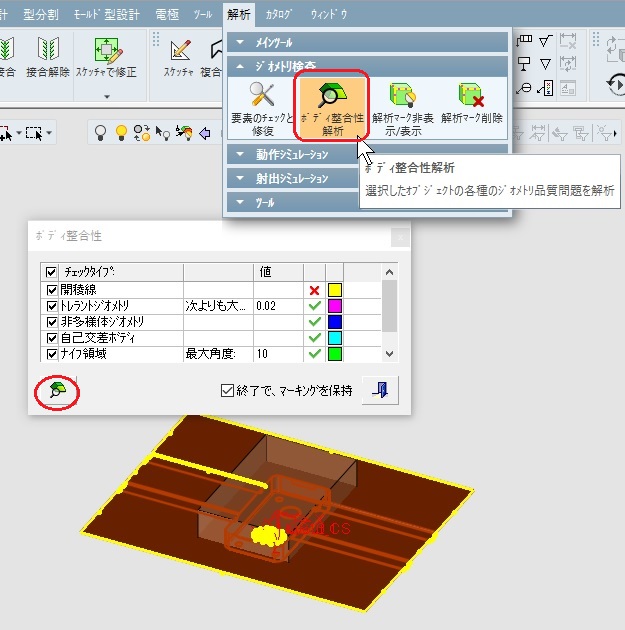 計 型分割 ﾓｰﾙﾄﾞ型設計 電極 ﾂｰﾙ 解析 ｶﾀﾛｸﾞ ｳｨﾝﾄﾞｳ
接合 接合解除 ｽｹｯﾁｬで修正 ｽｹｯﾁｬ 複合
ﾒｲﾝﾂｰﾙ
ｼﾞｵﾒﾄﾘ検査
要素のﾁｪｯｸと修復
ﾎﾞﾃﾞｨ整合性解析
解析ﾏｰｸ非表示/表示
解析ﾏｰｸ削除
動作ｼﾐｭﾚｰｼｮﾝ
射出ｼﾐｭﾚｰｼｮﾝ
ﾂｰﾙ
ﾎﾞﾃﾞｨ整合性解析
選択したｵﾌﾞｼﾞｪｸﾄの各種のｼﾞｵﾒﾄﾘ品質問題を解析
ﾎﾞﾃﾞｨ整合性
ﾁｪｯｸﾀｲﾌﾟ 値
開稜線
ﾄﾚﾗﾝﾄｼﾞｵﾒﾄﾘ 次よりも大... 0.02
非多様体ｼﾞｵﾒﾄﾘ
自己交差ﾎﾞﾃﾞｨ
ﾅｲﾌ領域 最大角度: 10
終了で、ﾏｰｷﾝｸﾞを保持